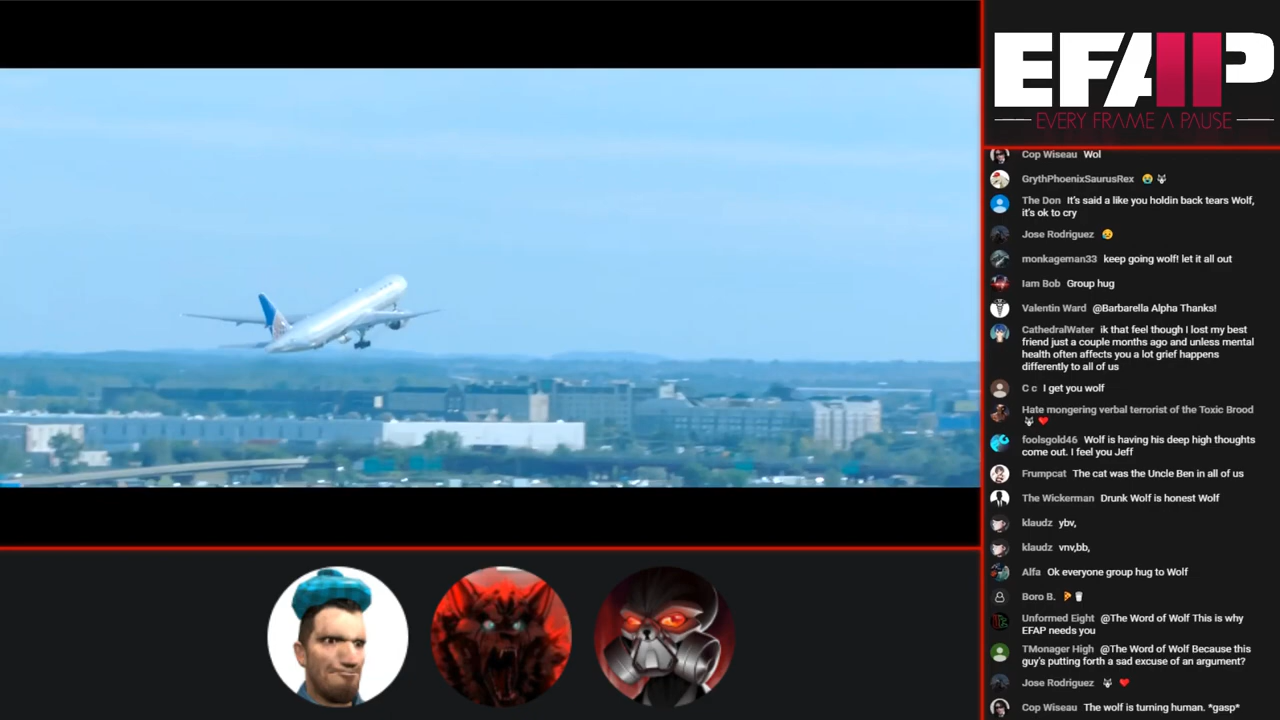 EFAP
EVERY FRAME A PAUSE
Cop Wiseau Wol
GrythPhoenixSaurusRex 😭 🐺
The Don It's said a like you holdin back tears Wolf,
it's ok to cry
Jose Rodriguez 🤣
monkageman33 keep going wolf! let it all out
Iam Bob Group hug
Valentin Ward @Barbarella Alpha Thanks!
CathedralWater ik that feel though I lost my best
friend just a couple months ago and unless mental
health often affects you a lot grief happens
differently to all of us
C c I get you wolf
Hate mongering verbal terrorist of the Toxic Brood
🐺 ❤️
foolsgold46 Wolf is having his deep high thoughts
come out. I feel you Jeff
Frumpcat The cat was the Uncle Ben in all of us
The Wickerman Drunk Wolf is honest Wolf
klaudz ybv,
klaudz vnv,bb,
Alfa Ok everyone group hug to Wolf
Boro B. 🍕🥛
Unformed Eight @The Word of Wolf This is why
EFAP needs you
TMonager High @The Word of Wolf Because this
guy's putting forth a sad excuse of an argument?
Jose Rodriguez 🐺 ❤️
Cop Wiseau The wolf is turning human. *gasp*